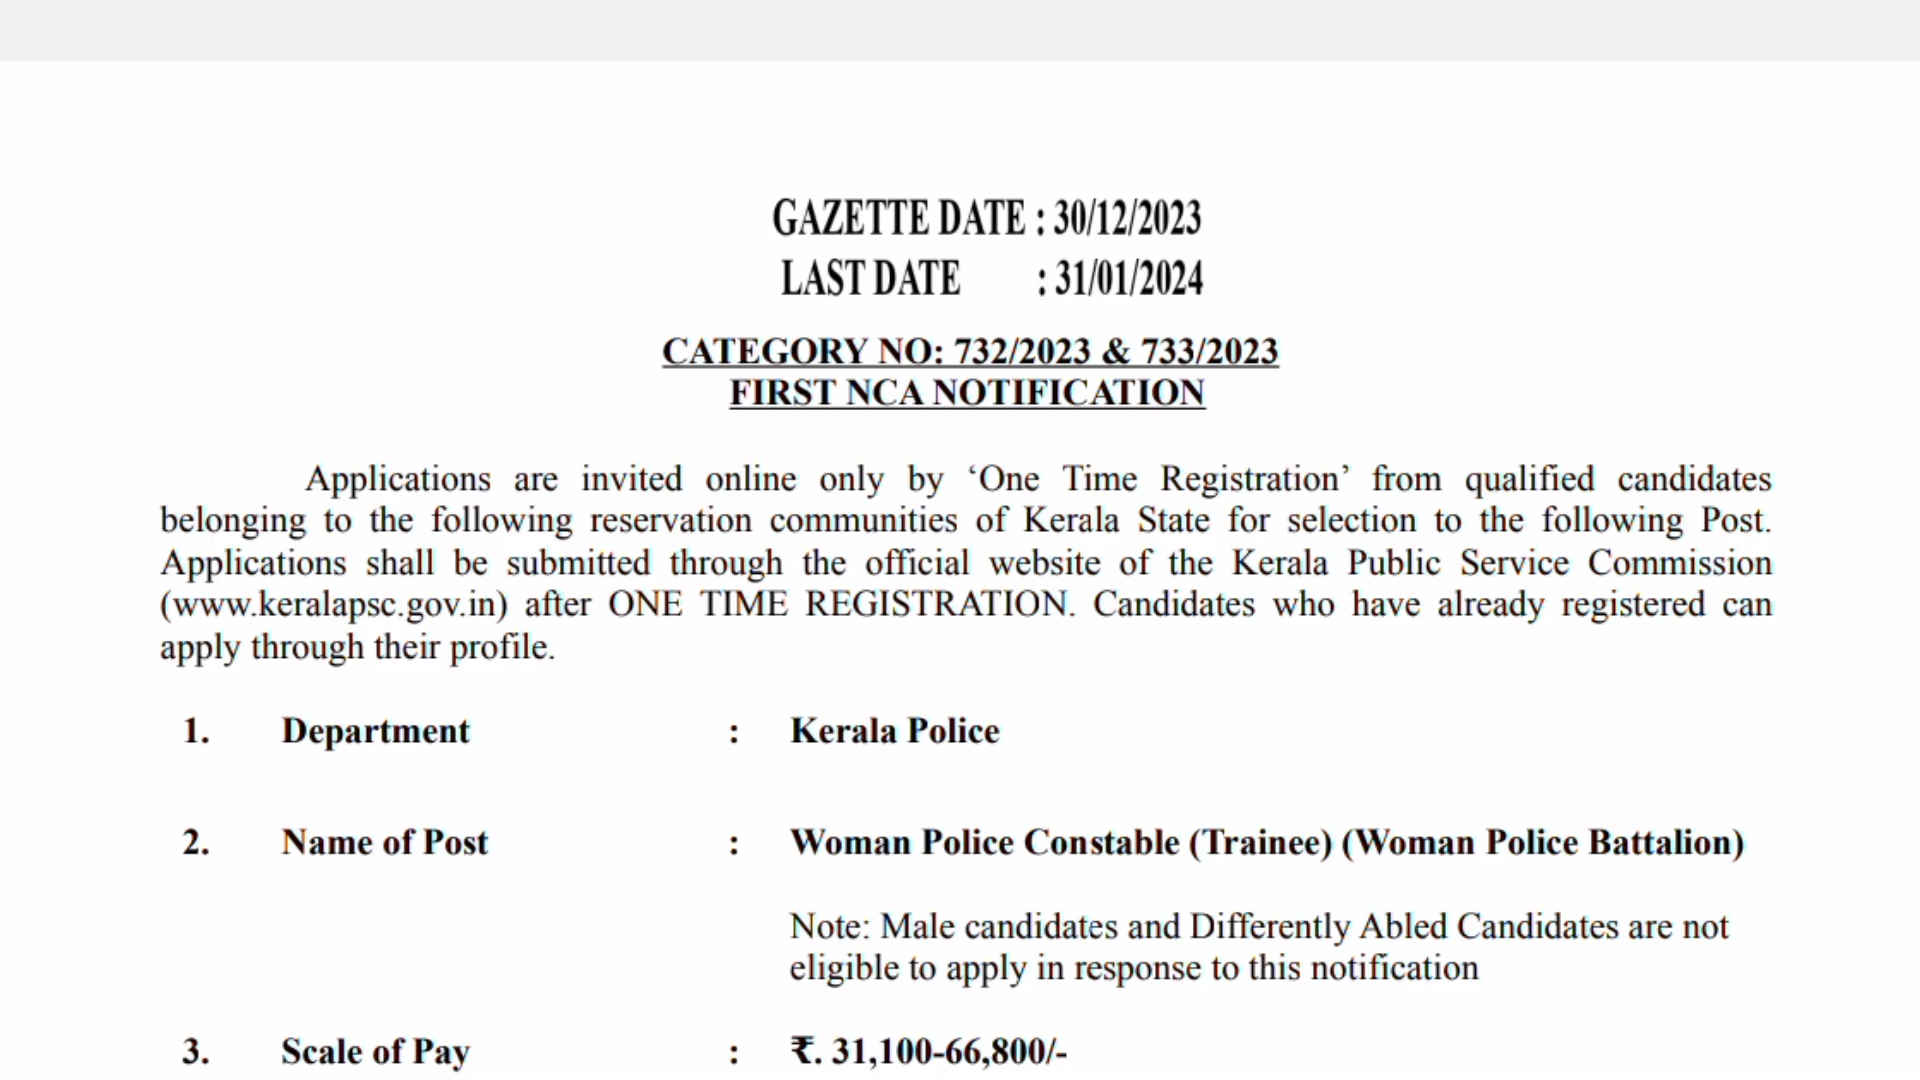 GAZETTE DATE : 30/12/2023
LAST DATE : 31/01/2024
CATEGORY NO: 732/2023 & 733/2023
FIRST NCA NOTIFICATION
Applications are invited online only by ‘One Time Registration’ from qualified candidates
belonging to the following reservation communities of Kerala State for selection to the following Post.
Applications shall be submitted through the official website of the Kerala Public Service Commission
(www.keralapsc.gov.in) after ONE TIME REGISTRATION. Candidates who have already registered can
apply through their profile.
1. Department : Kerala Police
2. Name of Post : Woman Police Constable (Trainee) (Woman Police Battalion)
Note: Male candidates and Differently Abled Candidates are not
eligible to apply in response to this notification
3. Scale of Pay : ₹. 31,100-66,800/-